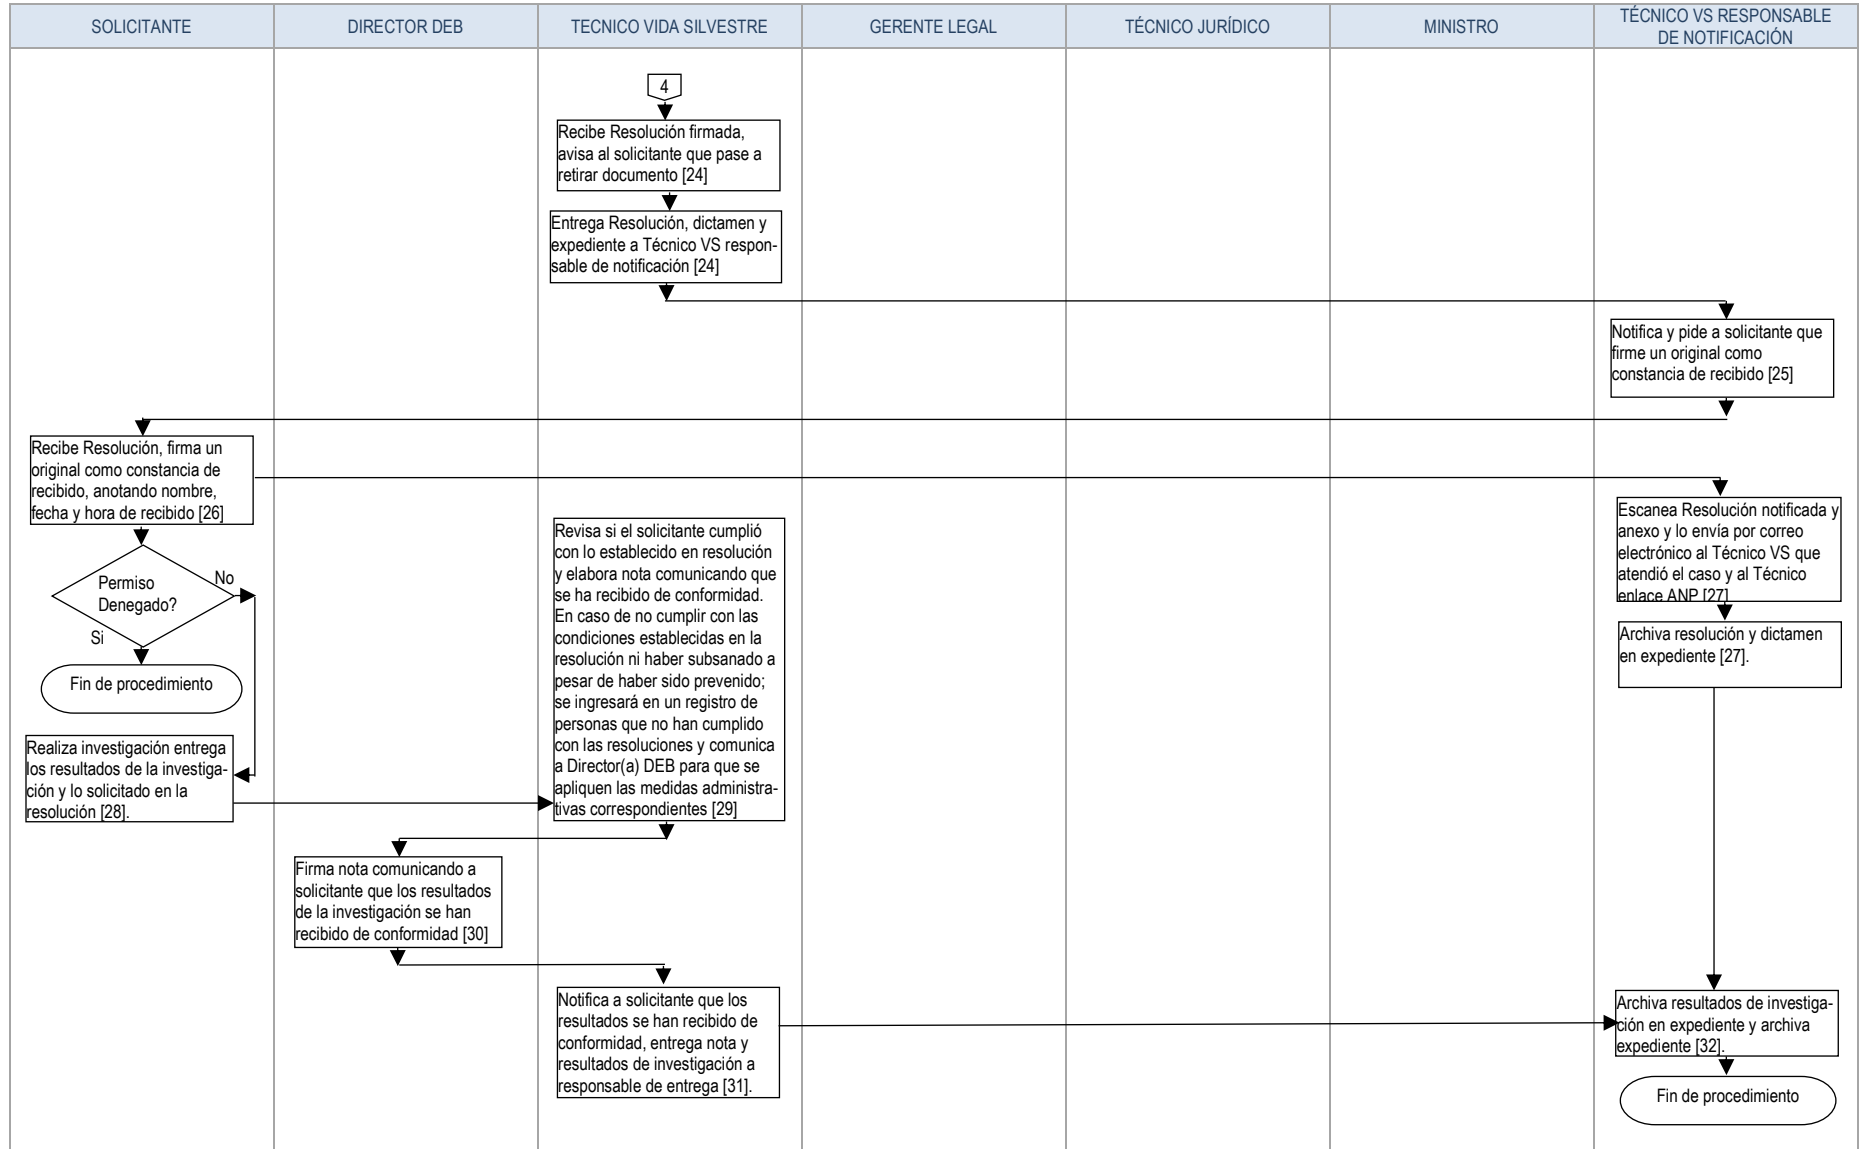 SOLICITANTE
DIRECTOR DEB
TECNICO VIDA SILVESTRE
GERENTE LEGAL
TÉCNICO JURÍDICO
MINISTRO
TÉCNICO VS RESPONSABLE
DE NOTIFICACIÓN
4
Recibe Resolución firmada,
avisa al solicitante que pase a
retirar documento [24]
Entrega Resolución, dictamen y
expediente a Técnico VS respon-
sable de notificación [24]
Notifica y pide a solicitante que
firme un original como
constancia de recibido [25]
Recibe Resolución, firma un
original como constancia de
recibido, anotando nombre,
fecha y hora de recibido [26]
Escanea Resolución notificada y
anexo y lo envía por correo
electrónico al Técnico VS que
atendió el caso y al Técnico
enlace ANP [27]
Archiva resolución y dictamen
en expediente [27].
Permiso
Denegado?
No
Si
Fin de procedimiento
Realiza investigación entrega
los resultados de la investiga-
ción y lo solicitado en la
resolución [28].
Revisa si el solicitante cumplió
con lo establecido en resolución
y elabora nota comunicando que
se ha recibido de conformidad.
En caso de no cumplir con las
condiciones establecidas en la
resolución ni haber subsanado a
pesar de haber sido prevenido;
se ingresará en un registro de
personas que no han cumplido
con las resoluciones y comunica
a Director(a) DEB para que se
apliquen las medidas administra-
tivas correspondientes [29]
Firma nota comunicando a
solicitante que los resultados
de la investigación se han
recibido de conformidad [30]
Notifica a solicitante que los
resultados se han recibido de
conformidad, entrega nota y
resultados de investigación a
responsable de entrega [31].
Archiva resultados de investiga-
ción en expediente y archiva
expediente [32].
Fin de procedimiento